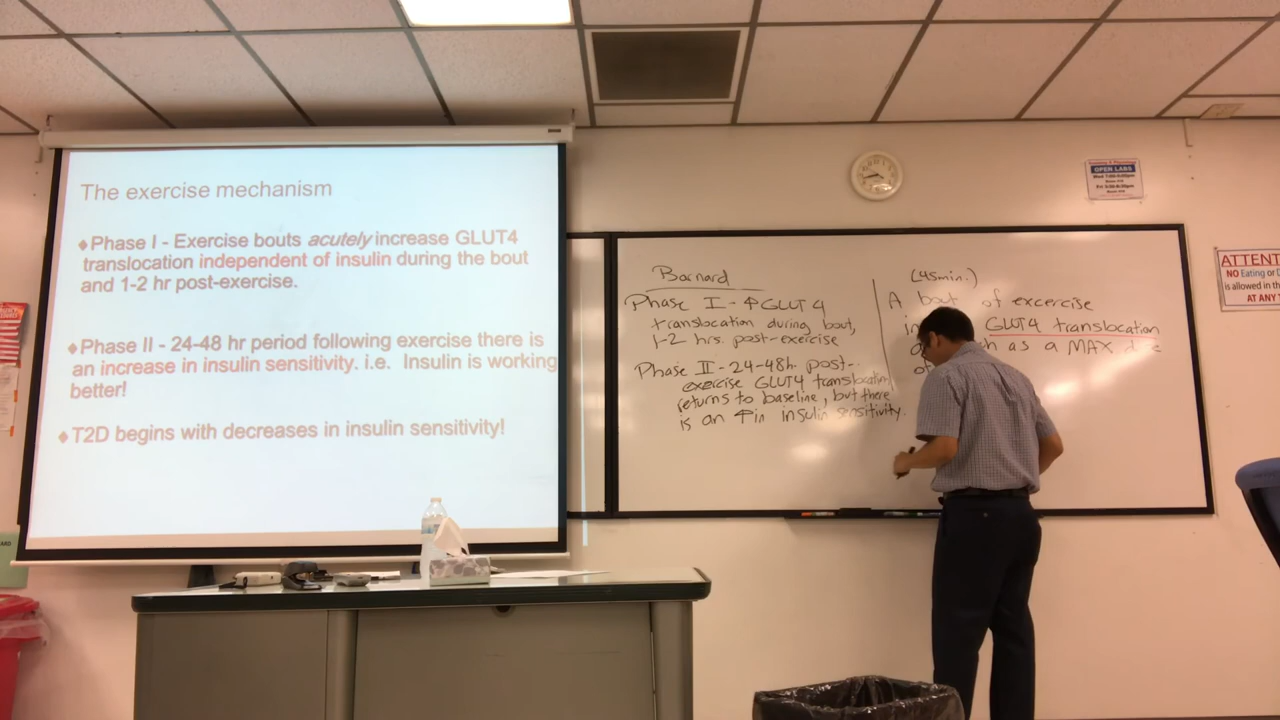 The exercise mechanism
Phase I - Exercise bouts acutely increase GLUT4
translocation independent of insulin during the bout
and 1-2 hr post-exercise.
Phase II - 24-48 hr period following exercise there is
an increase in insulin sensitivity. i.e. Insulin is working
better!
T2D begins with decreases in insulin sensitivity!
Barnard
Phase I - ↑GLUT4
translocation during bout,
1-2 hrs. post-exercise
Phase II - 24-48h post-
exercise GLUT4 translocation
returns to baseline, but there
is an ↑ in insulin sensitivity.
(45min.)
A bout of excercise
GLUT4 translocation
as a MAX
of
OPEN LABS
ATTENT
NO Eating or D
is allowed in th
AT ANY